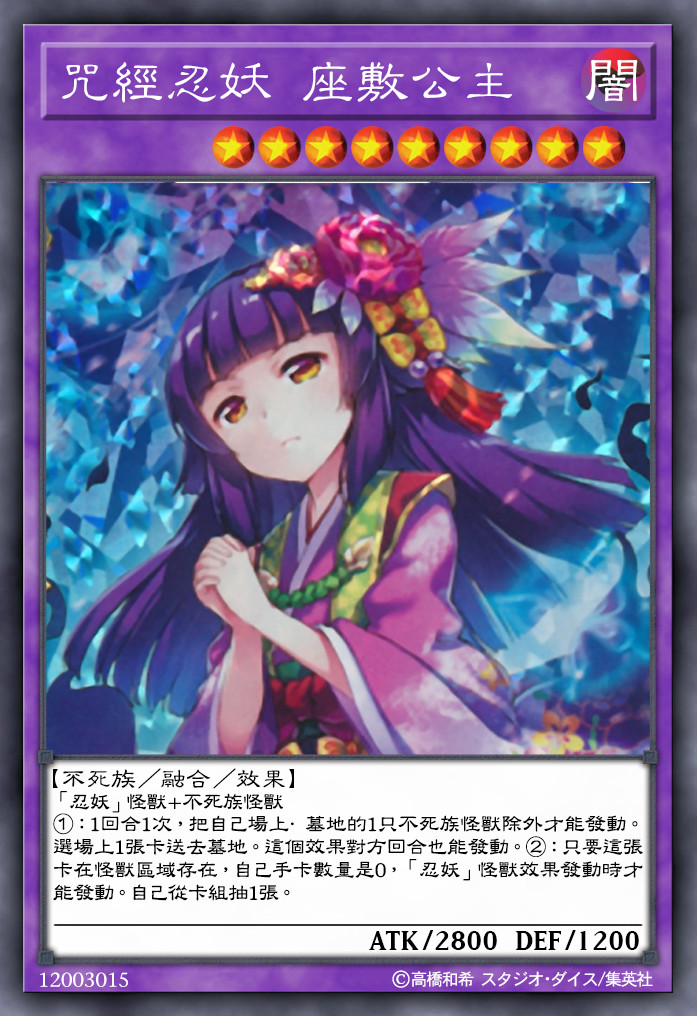 咒經忍妖 座敷公主 闇
【不死族／融合／效果】
「忍妖」怪獸+不死族怪獸
①：1回合1次，把自己場上· 墓地的1只不死族怪獸除外才能發動。
選場上1張卡送去墓地。這個效果對方回合也能發動。②：只要這張
卡在怪獸區域存在，自己手卡數量是0，「忍妖」怪獸效果發動時才
能發動。自己從卡組抽1張。
ATK/2800 DEF/1200
12003015 ©高橋和希 スタジオ・ダイス/集英社